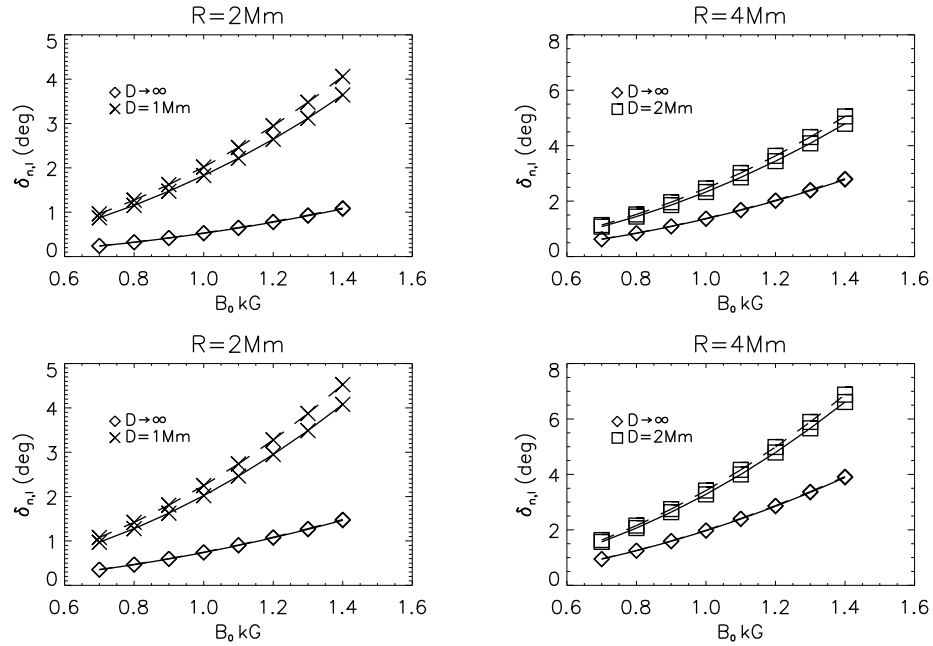 R=2Mm
5
4
3
2
1
0
δn,l (deg)
◇ D→∞
× D=1Mm
0.6 0.8 1.0 1.2 1.4 1.6
B0 kG
R=4Mm
8
6
4
2
0
δn,l (deg)
◇ D→∞
□ D=2Mm
0.6 0.8 1.0 1.2 1.4 1.6
B0 kG
R=2Mm
5
4
3
2
1
0
δn,l (deg)
◇ D→∞
× D=1Mm
0.6 0.8 1.0 1.2 1.4 1.6
B0 kG
R=4Mm
8
6
4
2
0
δn,l (deg)
◇ D→∞
□ D=2Mm
0.6 0.8 1.0 1.2 1.4 1.6
B0 kG